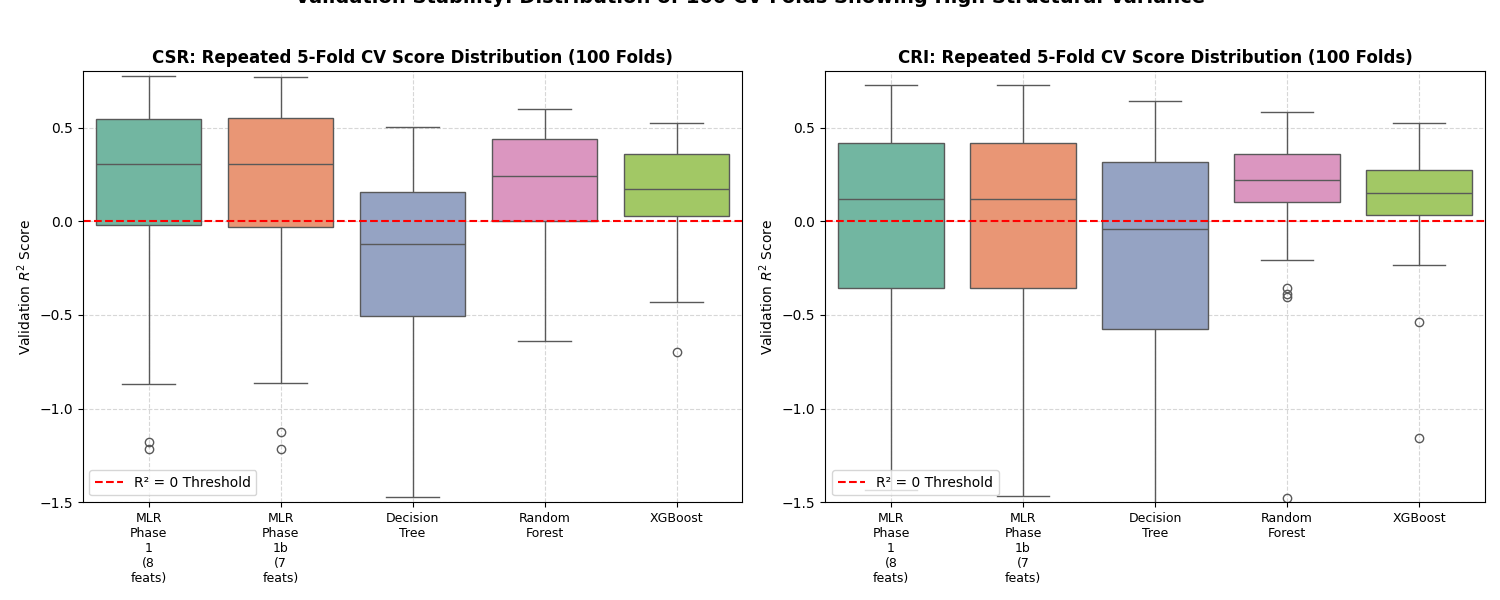 Validation Stability: Distribution of 100 CV Folds Showing High Structural Variance
CSR: Repeated 5-Fold CV Score Distribution (100 Folds)
Validation R² Score
0.5
0.0
−0.5
−1.0
−1.5
R² = 0 Threshold
MLR
Phase
1
(8
feats)
MLR
Phase
1b
(7
feats)
Decision
Tree
Random
Forest
XGBoost
CRI: Repeated 5-Fold CV Score Distribution (100 Folds)
Validation R² Score
0.5
0.0
−0.5
−1.0
−1.5
R² = 0 Threshold
MLR
Phase
1
(8
feats)
MLR
Phase
1b
(7
feats)
Decision
Tree
Random
Forest
XGBoost